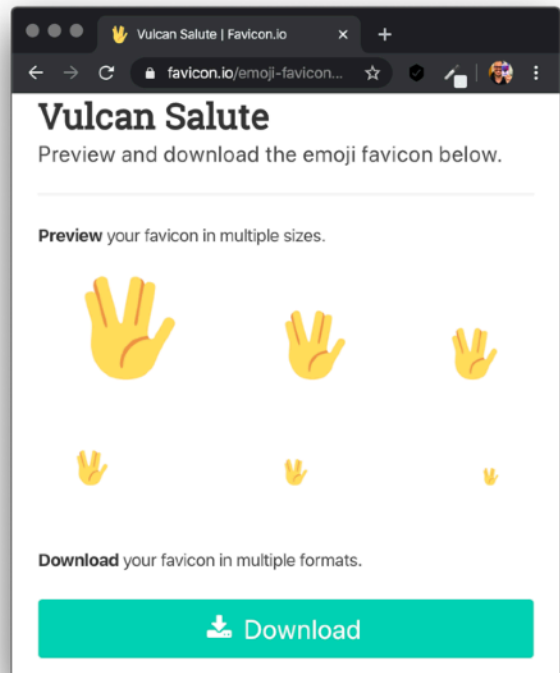 Vulcan Salute | Favicon.io
favicon.io/emoji-favicon...
Vulcan Salute
Preview and download the emoji favicon below.
Preview your favicon in multiple sizes.
Download your favicon in multiple formats.
Download